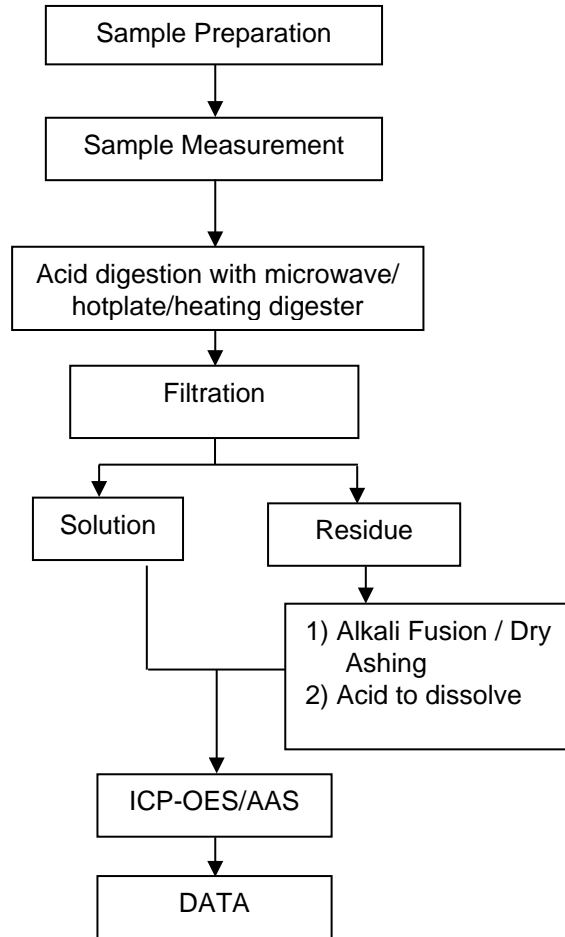 Sample Preparation
Sample Measurement
Acid digestion with microwave/
hotplate/heating digester
Filtration
Solution
Residue
1) Alkali Fusion / Dry
Ashing
2) Acid to dissolve
ICP-OES/AAS
DATA